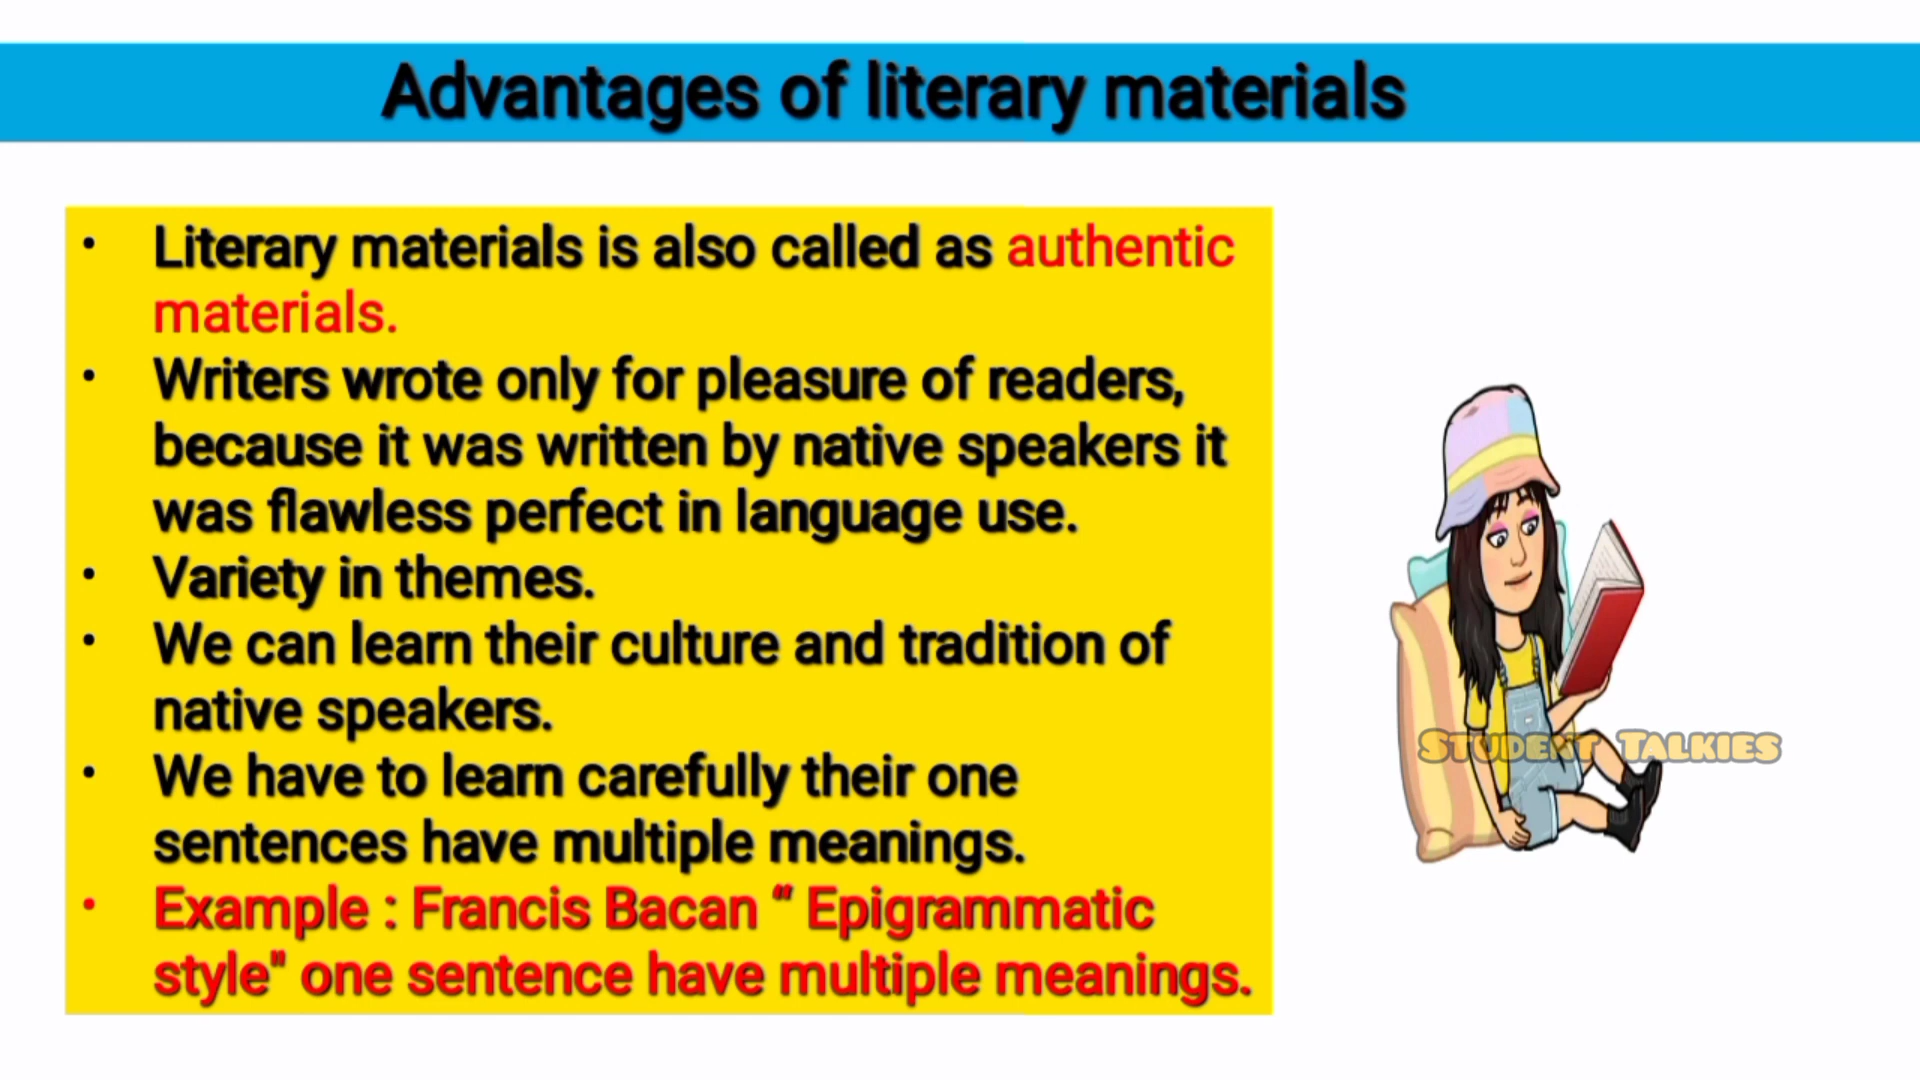 Advantages of literary materials
• Literary materials is also called as authentic
materials.
• Writers wrote only for pleasure of readers,
because it was written by native speakers it
was flawless perfect in language use.
• Variety in themes.
• We can learn their culture and tradition of
native speakers.
• We have to learn carefully their one
sentences have multiple meanings.
• Example : Francis Bacan “ Epigrammatic
style" one sentence have multiple meanings.
STUDENT TALKIES